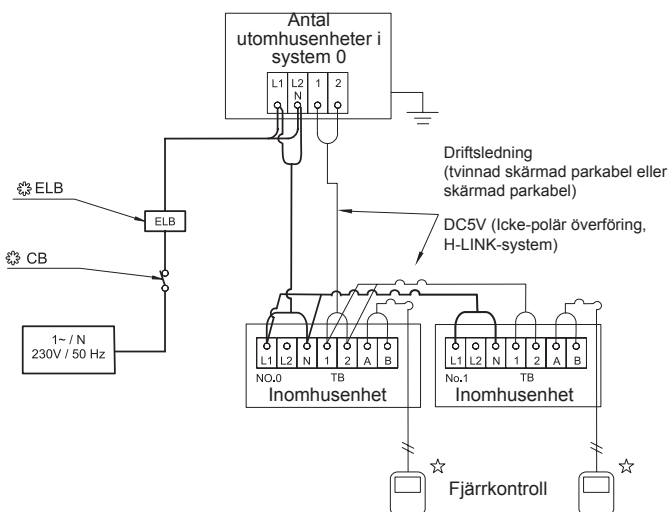 Antal
utomhusenheter i
system 0
L1 L2 N 1 2
Driftsledning
(tvinnad skärmad parkabel eller
skärmad parkabel)
ELB
ELB
DC5V (Icke-polär överföring,
H-LINK-system)
CB
1~ / N
230V / 50 Hz
L1 L2 N 1 2 A B
NO.0 TB
Inomhusenhet
L1 L2 N 1 2 A B
No.1 TB
Inomhusenhet
Fjärrkontroll